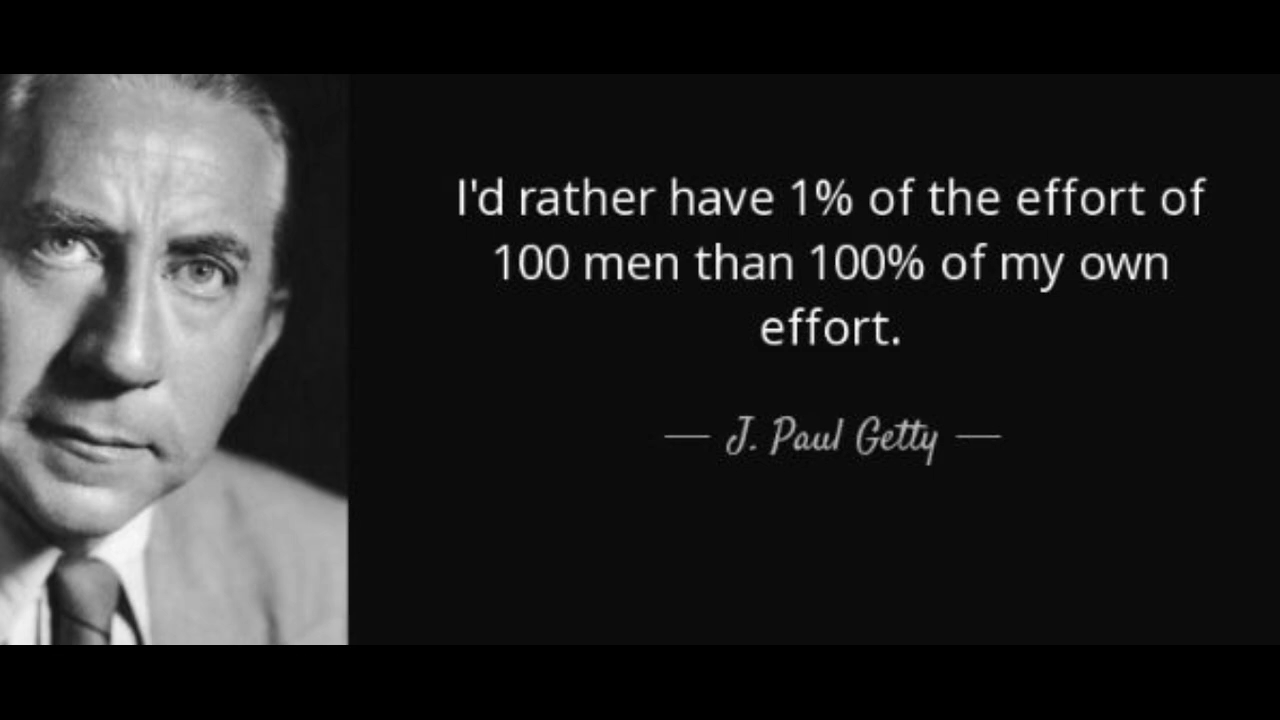 I'd rather have 1% of the effort of
100 men than 100% of my own
effort.
— J. Paul Getty —